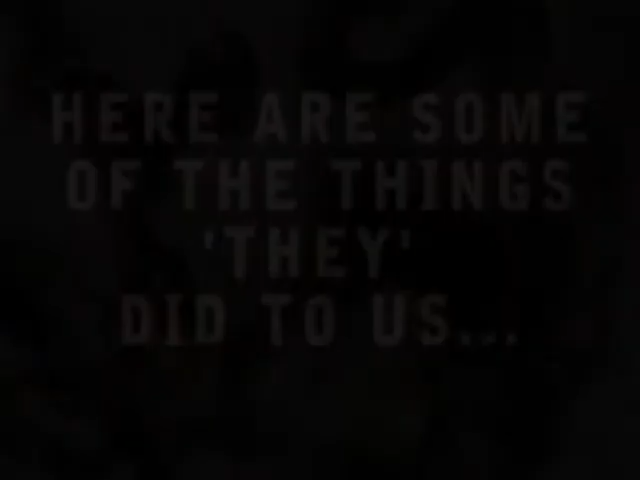 HERE ARE SOME
OF THE THINGS
'THEY'
DID TO US...